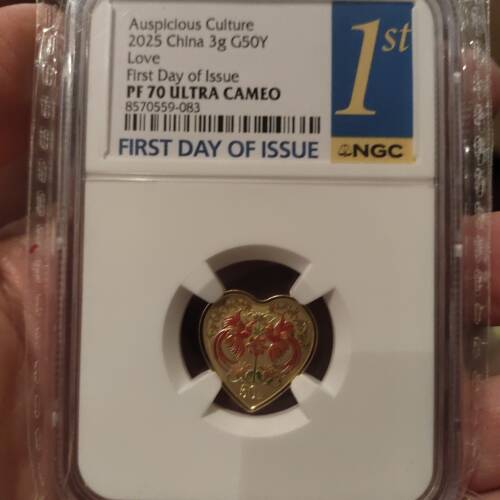 Auspicious Culture
2025 China 3g G50Y
Love
First Day of Issue
PF 70 ULTRA CAMEO
8570559-083
FIRST DAY OF ISSUE
1st
NGC